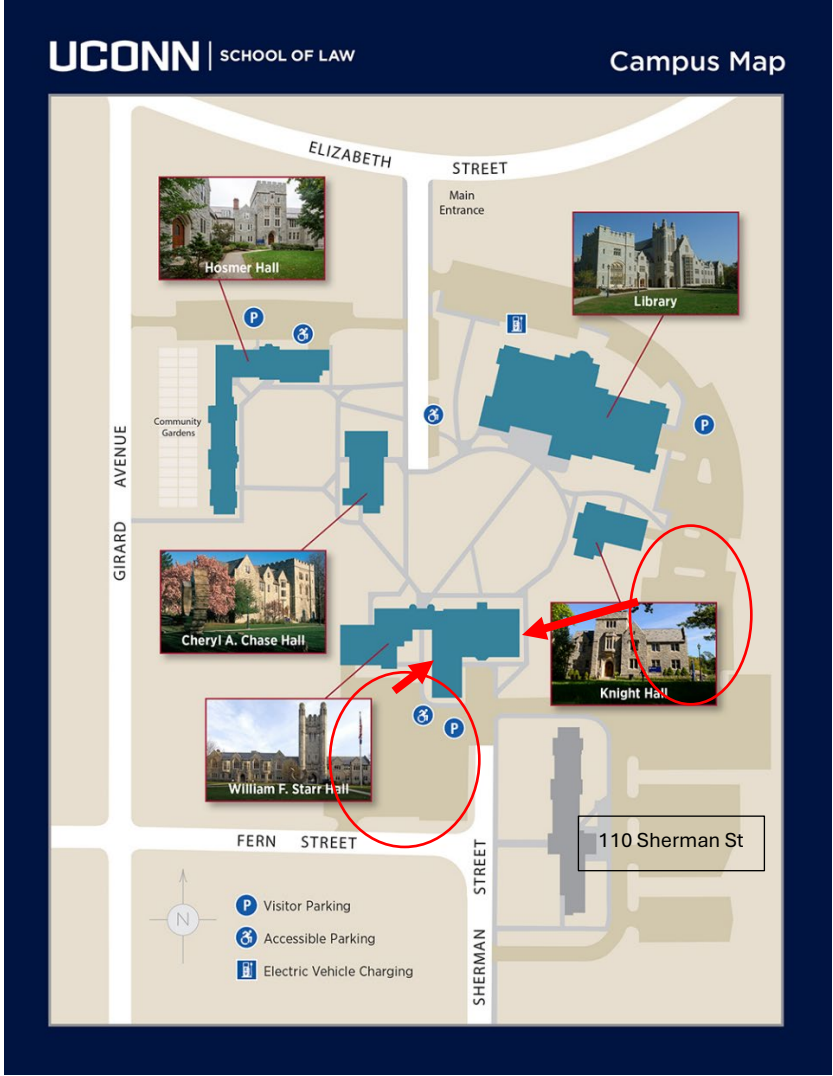 UCONN | SCHOOL OF LAW
Campus Map
ELIZABETH STREET
Main
Entrance
Hosmer Hall
Library
P
P
Community
Gardens
GIRARD AVENUE
Cheryl A. Chase Hall
Knight Hall
P
William F. Starr Hall
110 Sherman St
FERN STREET
SHERMAN STREET
N
P Visitor Parking
Accessible Parking
Electric Vehicle Charging